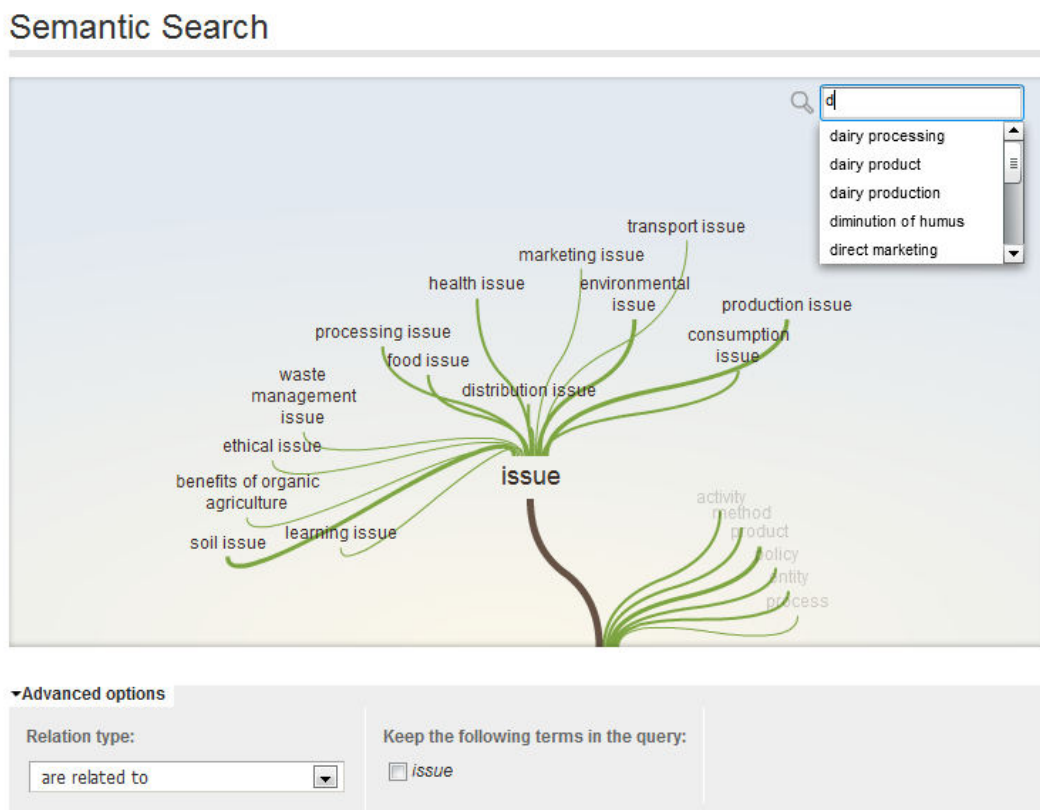 Semantic Search
d
dairy processing
dairy product
dairy production
diminution of humus
direct marketing
transport issue
marketing issue
health issue
environmental
issue
production issue
processing issue
consumption
issue
food issue
waste
management
issue
distribution issue
ethical issue
issue
benefits of organic
agriculture
activity
method
learning issue
product
soil issue
policy
entity
process
Advanced options
Relation type:
Keep the following terms in the query:
are related to
issue